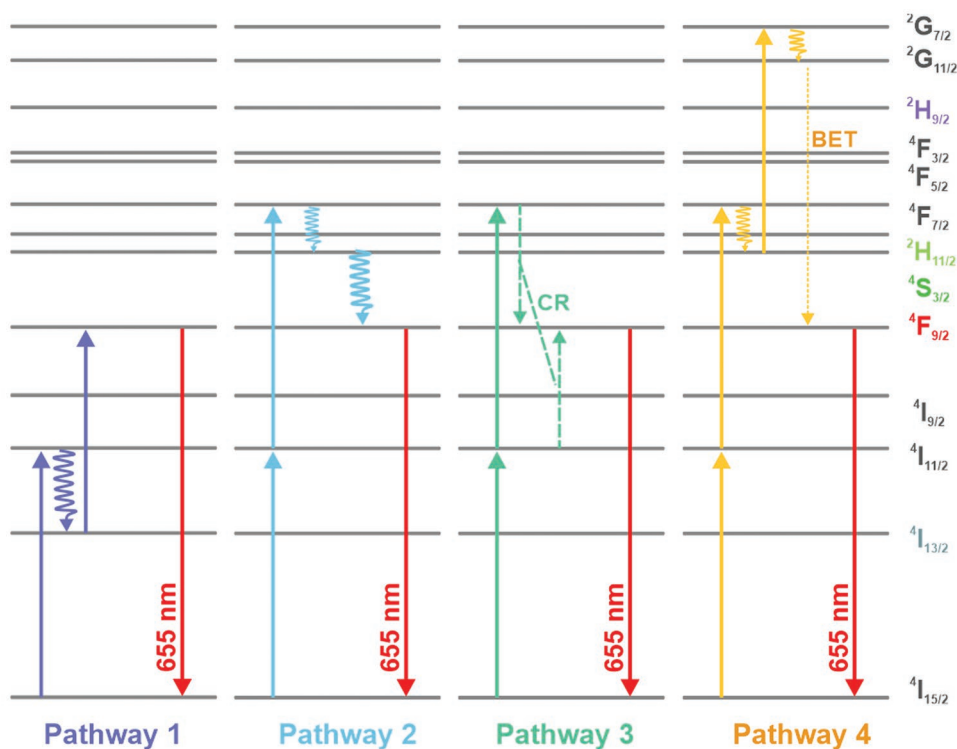 ²G₇/₂
²G₁₁/₂
²H₉/₂
⁴F₃/₂
BET
⁴F₅/₂
⁴F₇/₂
²H₁₁/₂
⁴S₃/₂
CR
⁴F₉/₂
⁴I₉/₂
⁴I₁₁/₂
⁴I₁₃/₂
655 nm
655 nm
655 nm
655 nm
⁴I₁₅/₂
Pathway 1
Pathway 2
Pathway 3
Pathway 4